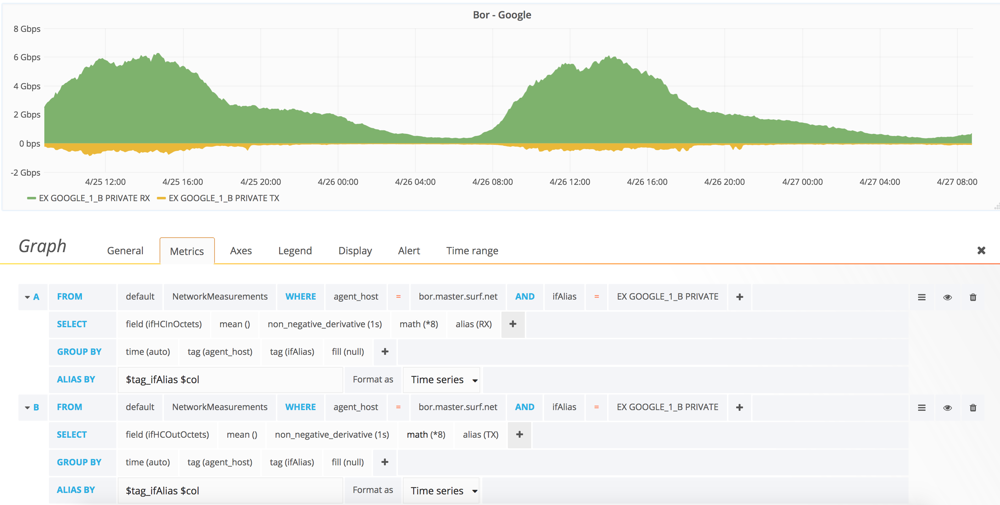 Bor - Google
8 Gbps
6 Gbps
4 Gbps
2 Gbps
0 bps
-2 Gbps
4/25 12:00 4/25 16:00 4/25 20:00 4/26 00:00 4/26 04:00 4/26 08:00 4/26 12:00 4/26 16:00 4/26 20:00 4/27 00:00 4/27 04:00 4/27 08:00
EX GOOGLE_1_B PRIVATE RX EX GOOGLE_1_B PRIVATE TX
Graph General Metrics Axes Legend Display Alert Time range
A FROM default NetworkMeasurements WHERE agent_host = bor.master.surf.net AND ifAlias = EX GOOGLE_1_B PRIVATE +
SELECT field (ifHCInOctets) mean () non_negative_derivative (1s) math (*8) alias (RX) +
GROUP BY time (auto) tag (agent_host) tag (ifAlias) fill (null) +
ALIAS BY $tag_ifAlias $col Format as Time series
B FROM default NetworkMeasurements WHERE agent_host = bor.master.surf.net AND ifAlias = EX GOOGLE_1_B PRIVATE +
SELECT field (ifHCOutOctets) mean () non_negative_derivative (1s) math (*8) alias (TX) +
GROUP BY time (auto) tag (agent_host) tag (ifAlias) fill (null) +
ALIAS BY $tag_ifAlias $col Format as Time series